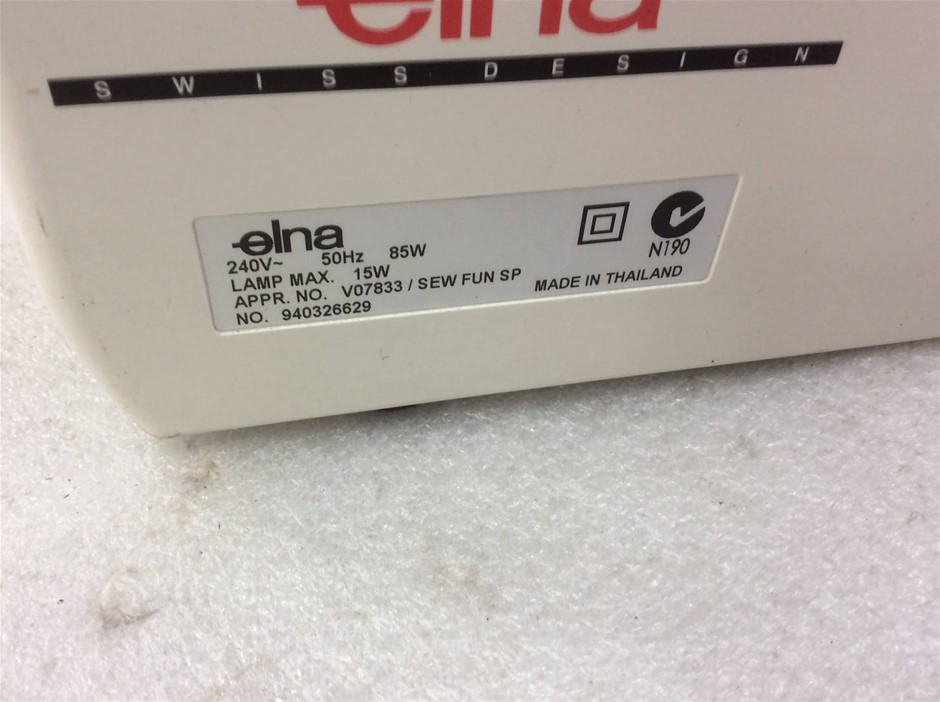 elna
SWISS DESIGN
elna
240V~ 50Hz 85W
LAMP MAX. 15W
APPR. NO. V07833 / SEW FUN SP
NO. 940326629
N190
MADE IN THAILAND